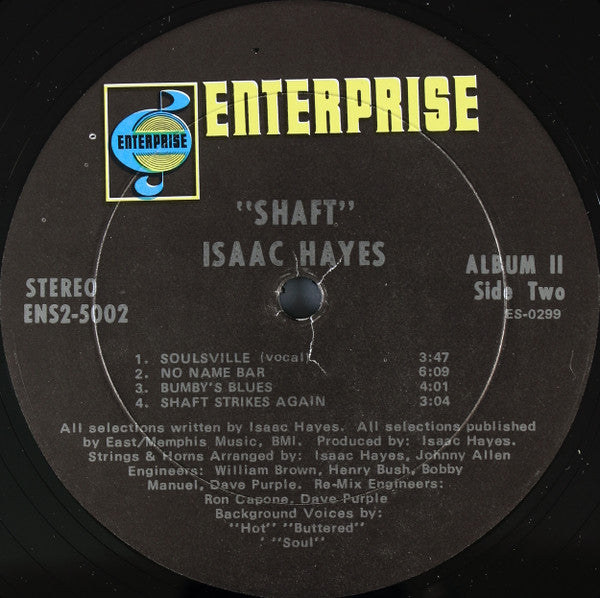 ENTERPRISE
ENTERPRISE
"SHAFT"
ISAAC HAYES
STEREO
ENS2-5002
ALBUM II
Side Two
ES-0299
1. SOULSVILLE (vocal) 3:47
2. NO NAME BAR 6:09
3. BUMBY'S BLUES 4:01
4. SHAFT STRIKES AGAIN 3:04
All selections written by Isaac Hayes. All selections published
by East/Memphis Music, BMI. Produced by: Isaac Hayes.
Strings & Horns Arranged by: Isaac Hayes, Johnny Allen
Engineers: William Brown, Henry Bush, Bobby
Manuel, Dave Purple. Re-Mix Engineers:
Ron Capone, Dave Purple
Background Voices by:
"Hot" "Buttered"
' "Soul"